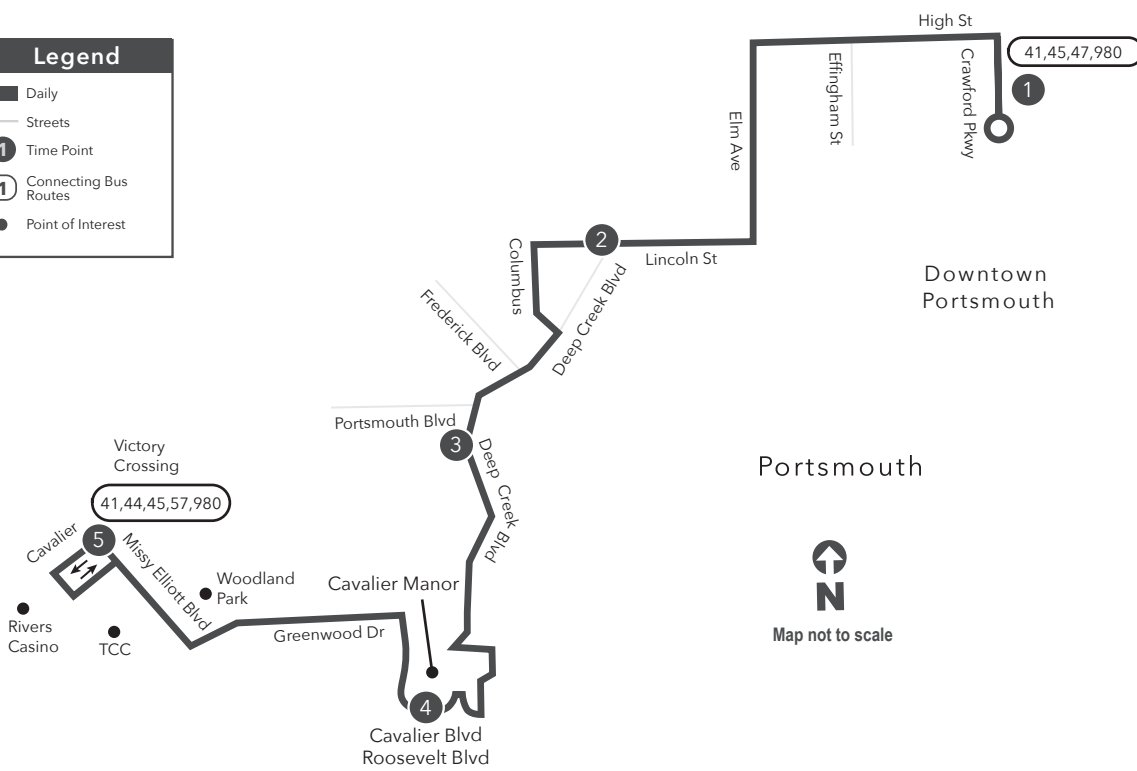 Legend
Daily
Streets
1 Time Point
1 Connecting Bus
Routes
Point of Interest
High St
41,45,47,980
1
Crawford Pkwy
Effingham St
Elm Ave
2
Lincoln St
Columbus
Deep Creek Blvd
Frederick Blvd
Downtown
Portsmouth
Portsmouth Blvd
3
Deep Creek Blvd
Portsmouth
Victory
Crossing
41,44,45,57,980
Cavalier
5
Missy Elliott Blvd
Woodland
Park
Cavalier Manor
Rivers
Casino
TCC
Greenwood Dr
4
Cavalier Blvd
Roosevelt Blvd
N
Map not to scale